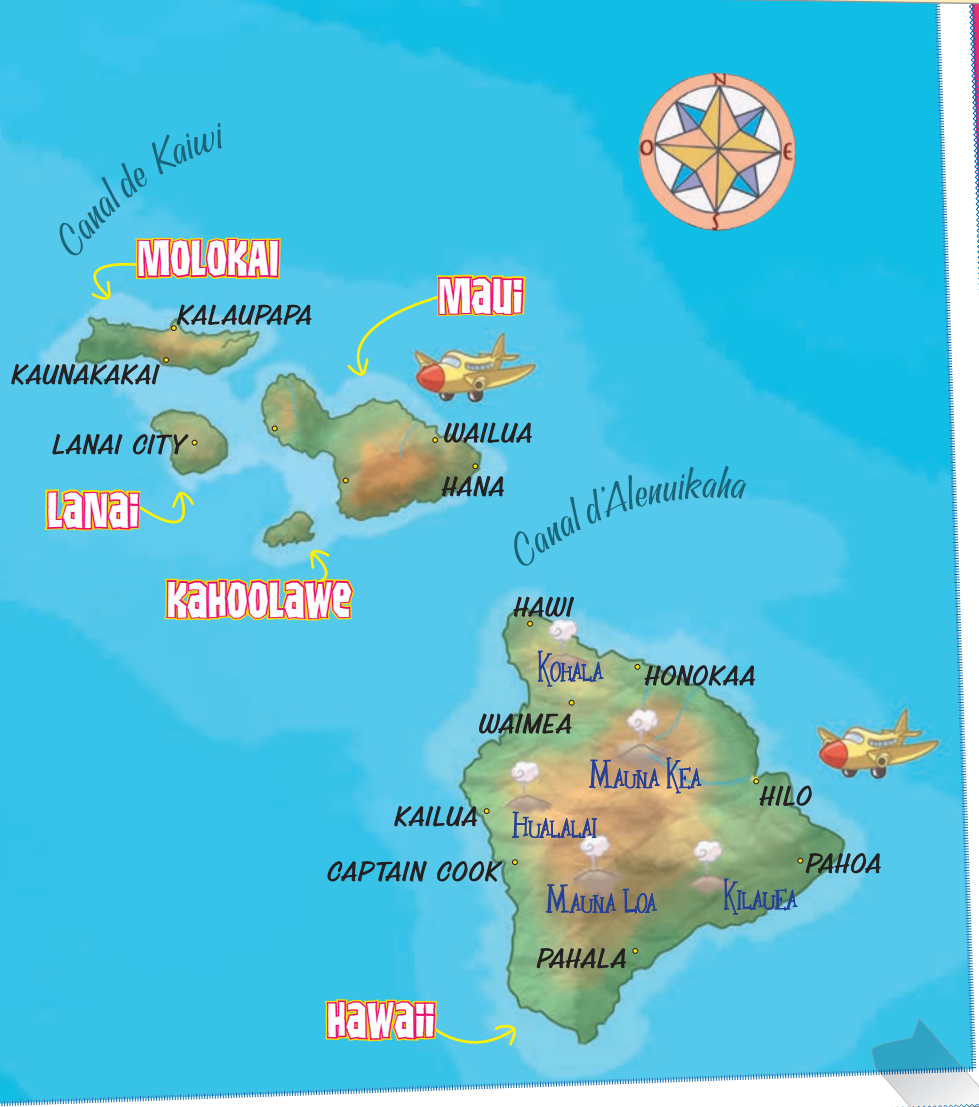 N
O
E
S
Canal de Kaiwi
MOLOKAI
MAUI
KALAUPAPA
KAUNAKAKAI
WAILUA
LANAI CITY
HANA
LANAI
Canal d'Alenuikaha
KAHOOLAWE
HAWI
KOHALA
HONOKAA
WAIMEA
MAUNA KEA
HILO
KAILUA
HUALALAI
CAPTAIN COOK
PAHOA
MAUNA LOA
KILAUEA
PAHALA
HAWAII